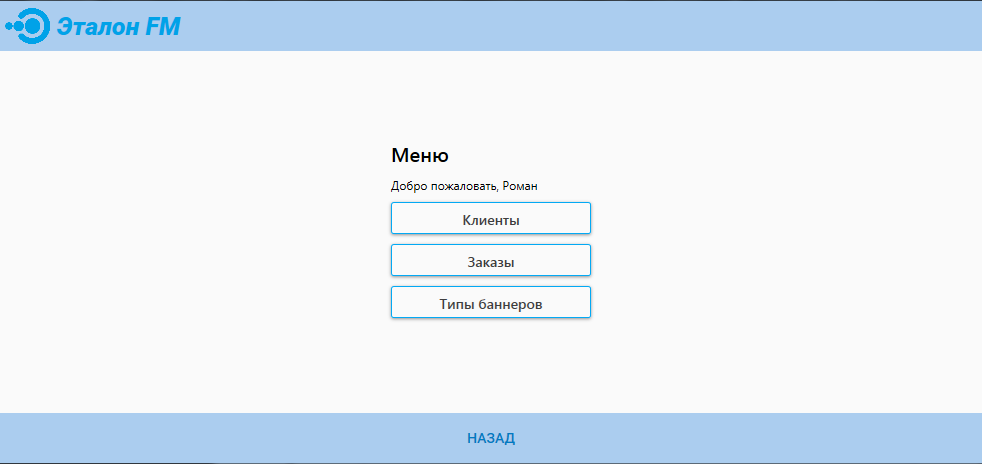 Эталон FM
Меню
Добро пожаловать, Роман
Клиенты
Заказы
Типы баннеров
НАЗАД